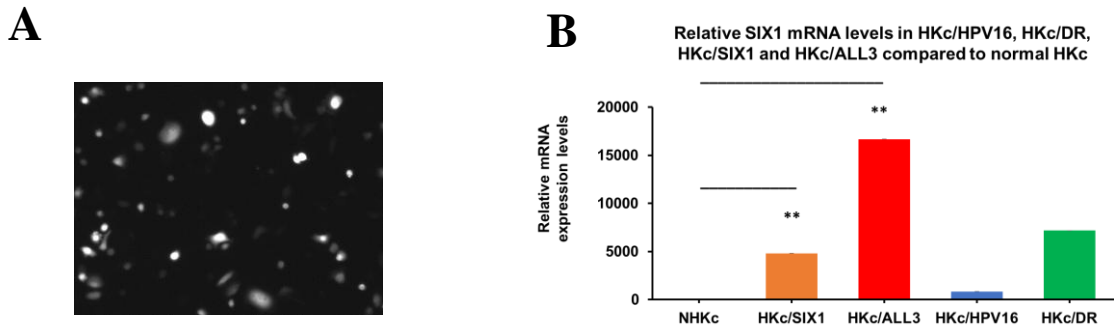 A
B
Relative SIX1 mRNA levels in HKc/HPV16, HKc/DR,
HKc/SIX1 and HKc/ALL3 compared to normal HKc
Relative mRNA
expression levels
20000
15000
10000
5000
0
**
**
NHKc HKc/SIX1 HKc/ALL3 HKc/HPV16 HKc/DR